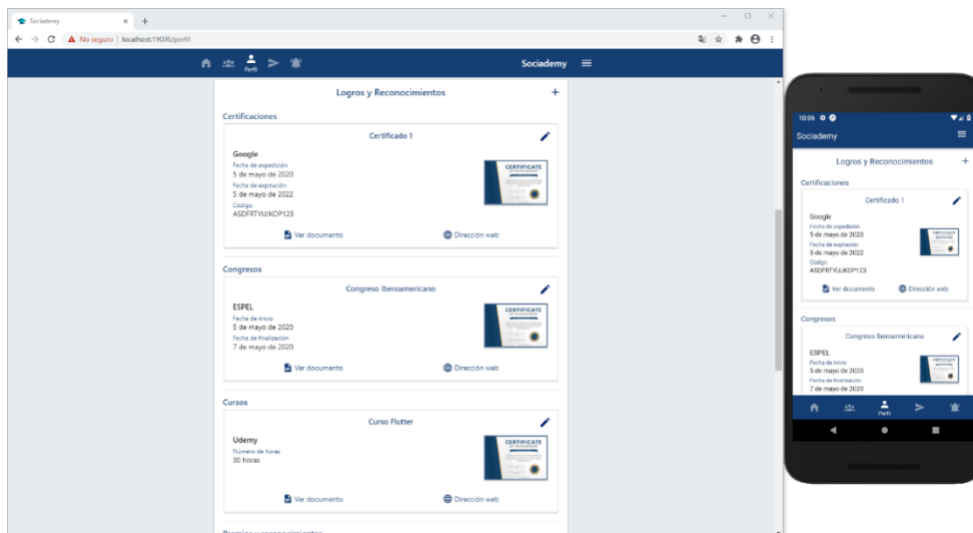 Sociademy
No seguro | localhost:19006/perfil
Perfil
Sociademy
Logros y Reconocimientos +
Certificaciones
Certificado 1
Google
Fecha de expedición
5 de mayo de 2020
Fecha de expiración
5 de mayo de 2022
Código
ASDFRTYUJKOP123
CERTIFICATE
Ver documento
Dirección web
Congresos
Congreso Iberoamericano
ESPEL
Fecha de inicio
5 de mayo de 2020
Fecha de finalización
7 de mayo de 2020
CERTIFICATE
Ver documento
Dirección web
Cursos
Curso Flutter
Udemy
Número de horas
30 horas
CERTIFICATE
Ver documento
Dirección web
Premios y reconocimientos
10:06
Sociademy
Logros y Reconocimientos +
Certificaciones
Certificado 1
Google
Fecha de expedición
5 de mayo de 2020
Fecha de expiración
5 de mayo de 2022
Código
ASDFRTYUJKOP123
CERTIFICATE
Ver documento
Dirección web
Congresos
Congreso Iberoamericano
ESPEL
Fecha de inicio
5 de mayo de 2020
Fecha de finalización
7 de mayo de 2020
CERTIFICATE
Perfil